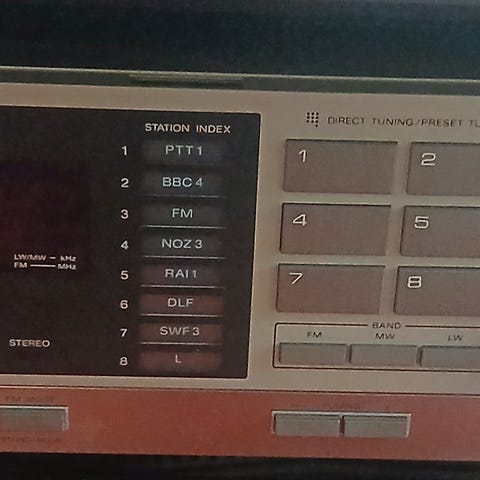 STATION INDEX
1 PTT 1
2 BBC 4
3 FM
4 NOZ 3
5 RAI 1
6 DLF
7 SWF 3
8 L
LW/MW – kHz
FM — MHz
STEREO
DIRECT TUNING/PRESET TU
1 2
4 5
7 8
BAND
FM MW LW
FM MODE